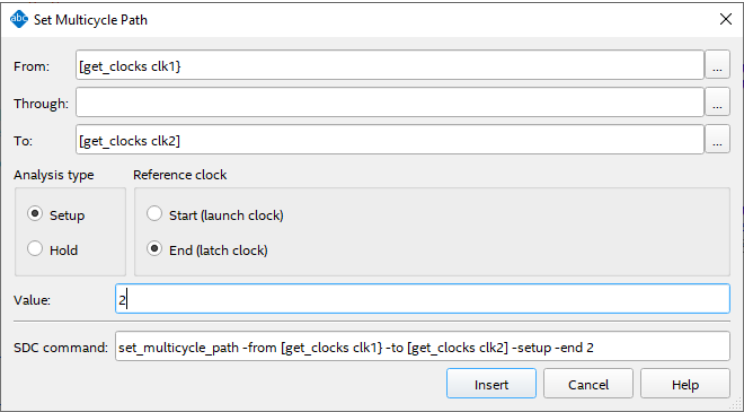 abc Set Multicycle Path
From: [get_clocks clk1} ...
Through: ...
To: [get_clocks clk2] ...
Analysis type Reference clock
Setup Start (launch clock)
Hold End (latch clock)
Value: 2
SDC command: set_multicycle_path -from [get_clocks clk1} -to [get_clocks clk2] -setup -end 2
Insert Cancel Help